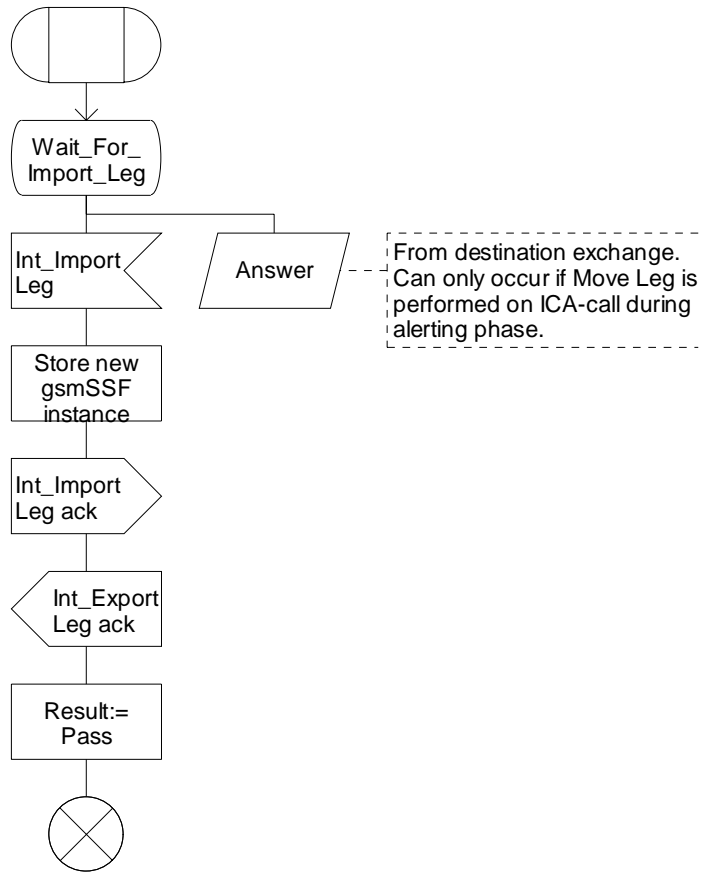 Wait_For_
Import_Leg
Int_Import
Leg
Answer
From destination exchange.
Can only occur if Move Leg is
performed on ICA-call during
alerting phase.
Store new
gsmSSF
instance
Int_Import
Leg ack
Int_Export
Leg ack
Result:=
Pass